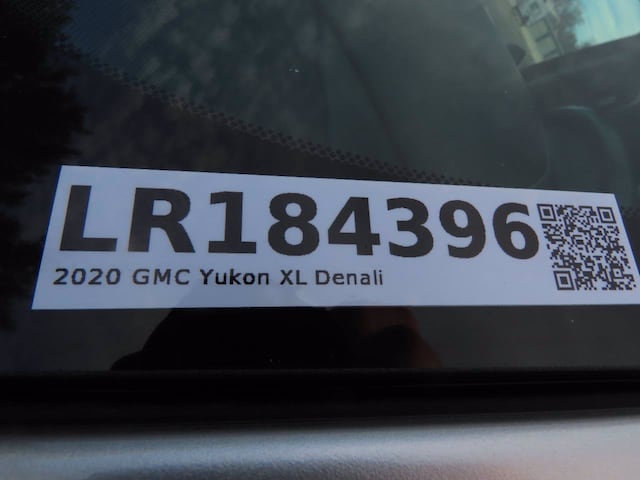 LR184396
2020 GMC Yukon XL Denali